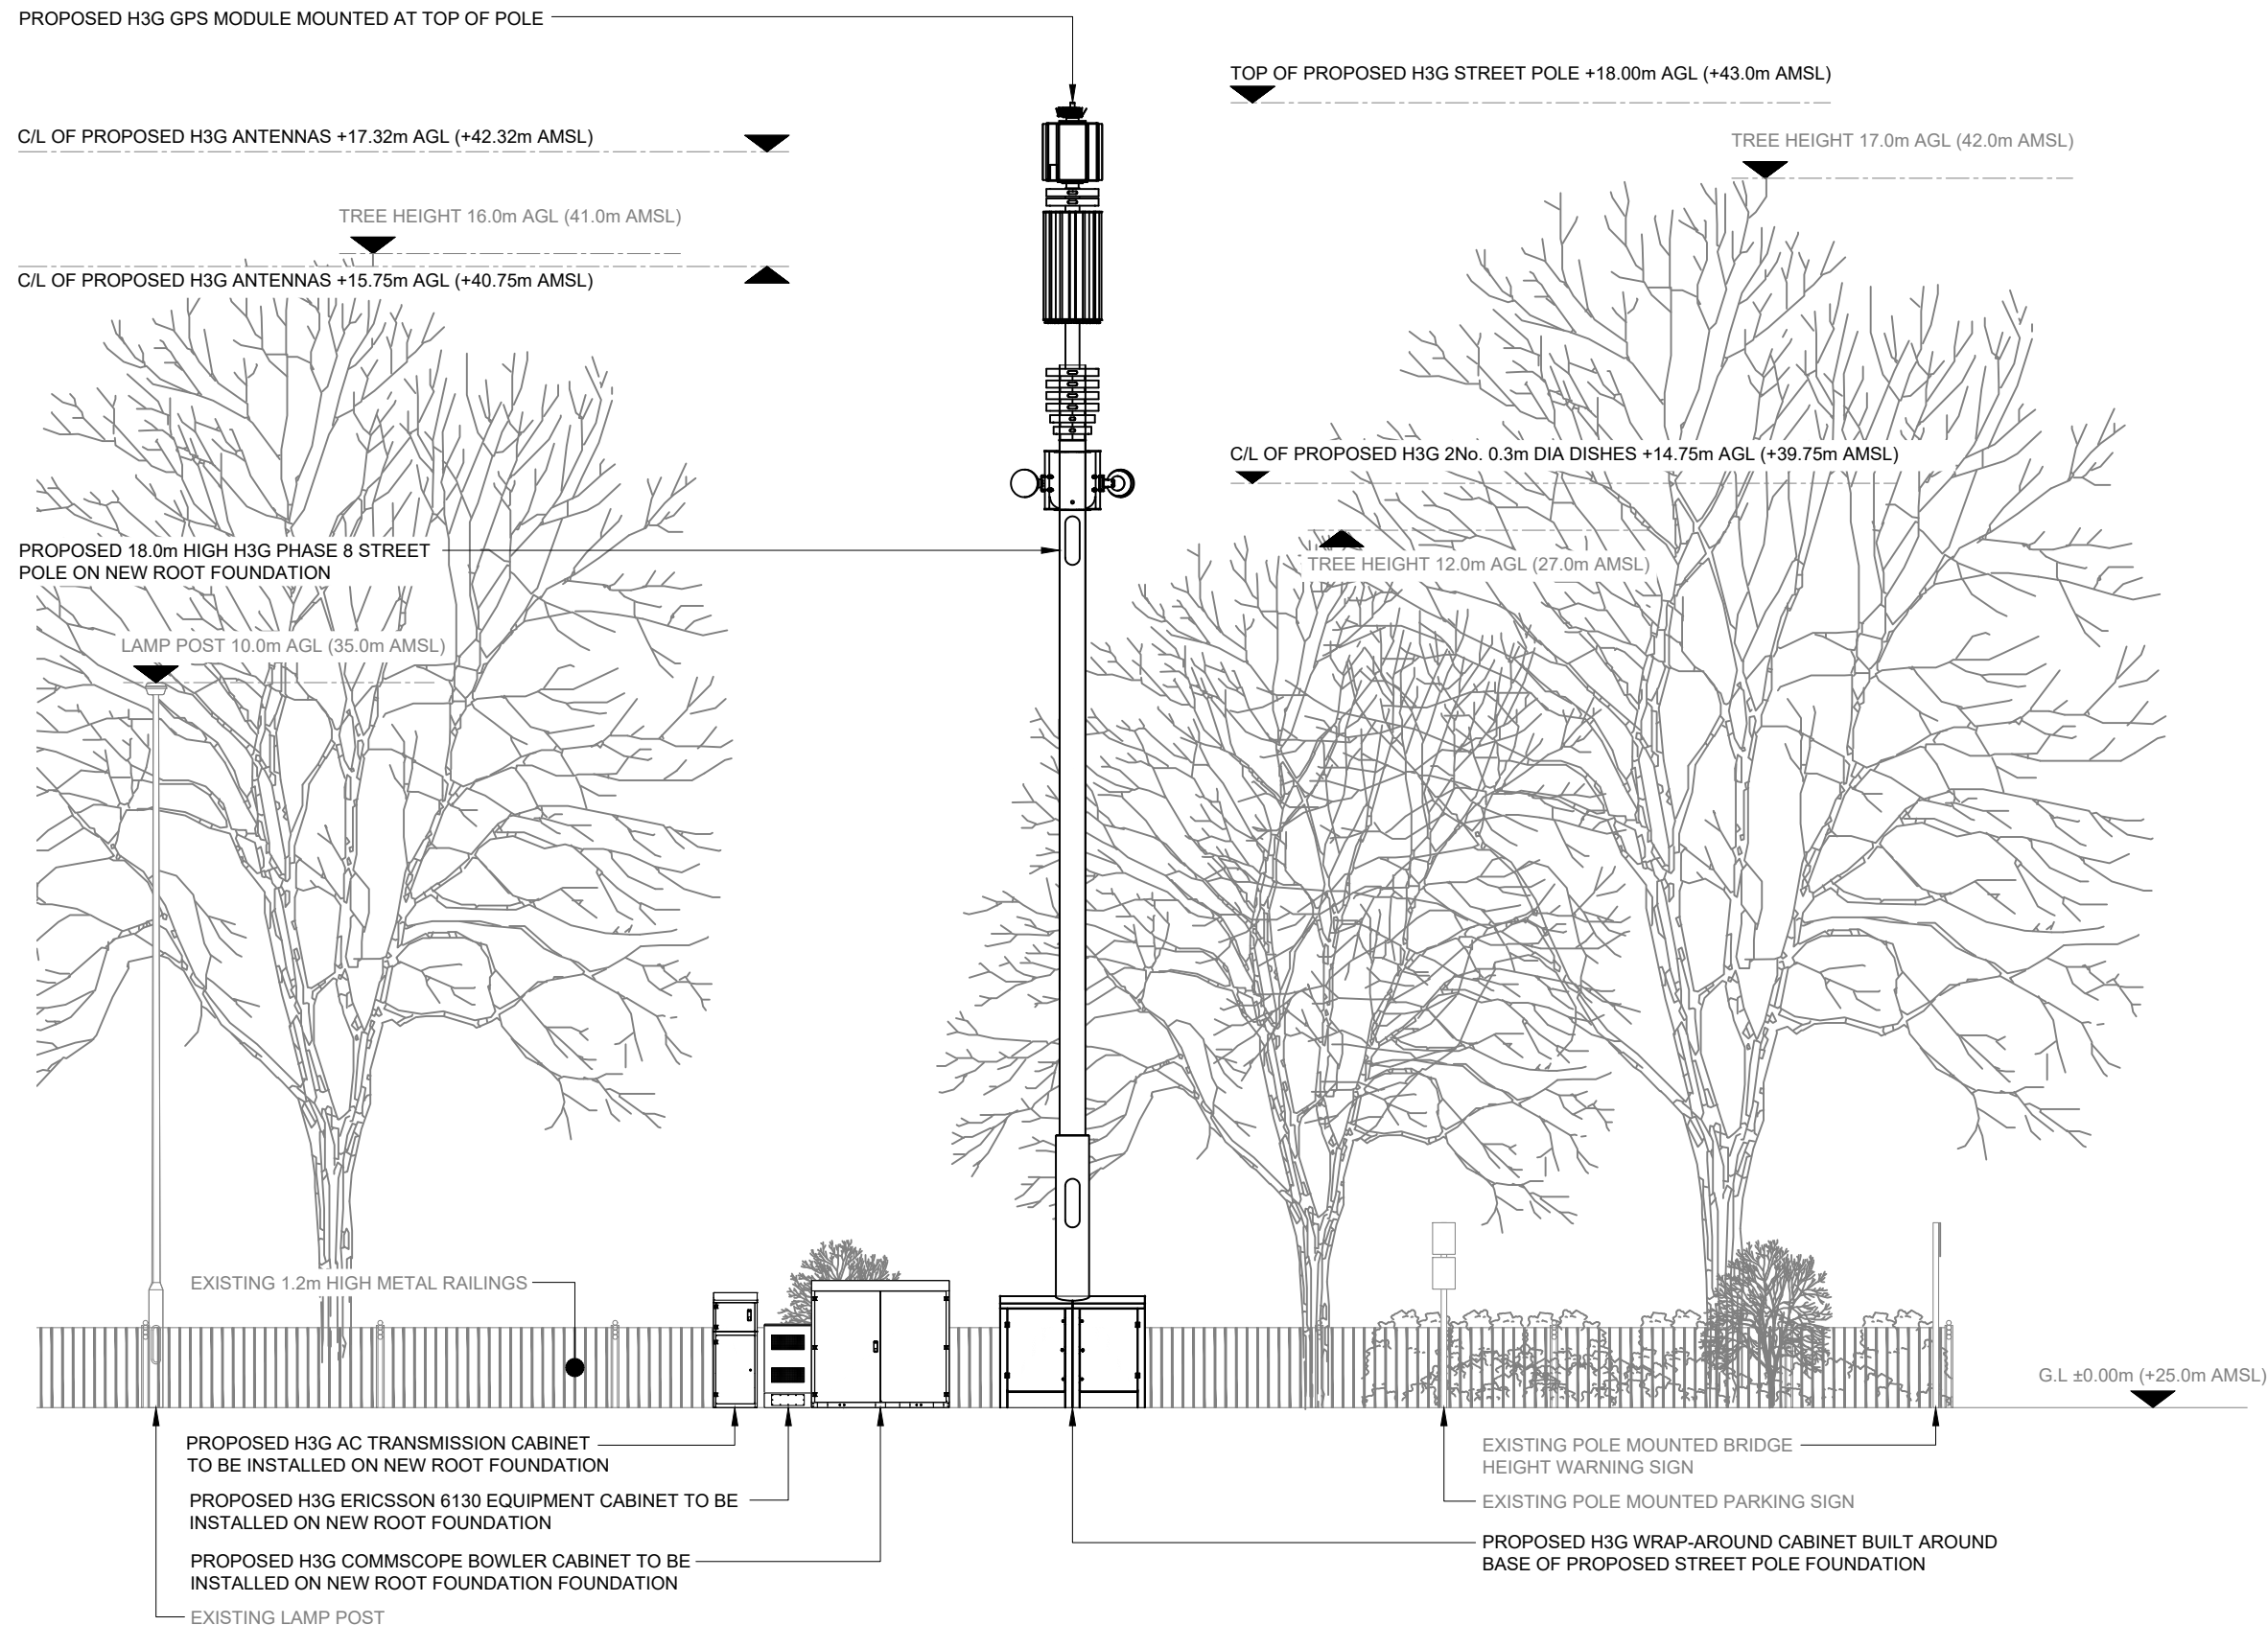 PROPOSED H3G GPS MODULE MOUNTED AT TOP OF POLE
TOP OF PROPOSED H3G STREET POLE +18.00m AGL (+43.0m AMSL)
C/L OF PROPOSED H3G ANTENNAS +17.32m AGL (+42.32m AMSL)
TREE HEIGHT 17.0m AGL (42.0m AMSL)
TREE HEIGHT 16.0m AGL (41.0m AMSL)
C/L OF PROPOSED H3G ANTENNAS +15.75m AGL (+40.75m AMSL)
C/L OF PROPOSED H3G 2No. 0.3m DIA DISHES +14.75m AGL (+39.75m AMSL)
PROPOSED 18.0m HIGH H3G PHASE 8 STREET
POLE ON NEW ROOT FOUNDATION
TREE HEIGHT 12.0m AGL (27.0m AMSL)
LAMP POST 10.0m AGL (35.0m AMSL)
EXISTING 1.2m HIGH METAL RAILINGS
G.L ±0.00m (+25.0m AMSL)
PROPOSED H3G AC TRANSMISSION CABINET
TO BE INSTALLED ON NEW ROOT FOUNDATION
EXISTING POLE MOUNTED BRIDGE
HEIGHT WARNING SIGN
PROPOSED H3G ERICSSON 6130 EQUIPMENT CABINET TO BE
INSTALLED ON NEW ROOT FOUNDATION
EXISTING POLE MOUNTED PARKING SIGN
PROPOSED H3G COMMSCOPE BOWLER CABINET TO BE
INSTALLED ON NEW ROOT FOUNDATION FOUNDATION
PROPOSED H3G WRAP-AROUND CABINET BUILT AROUND
BASE OF PROPOSED STREET POLE FOUNDATION
EXISTING LAMP POST